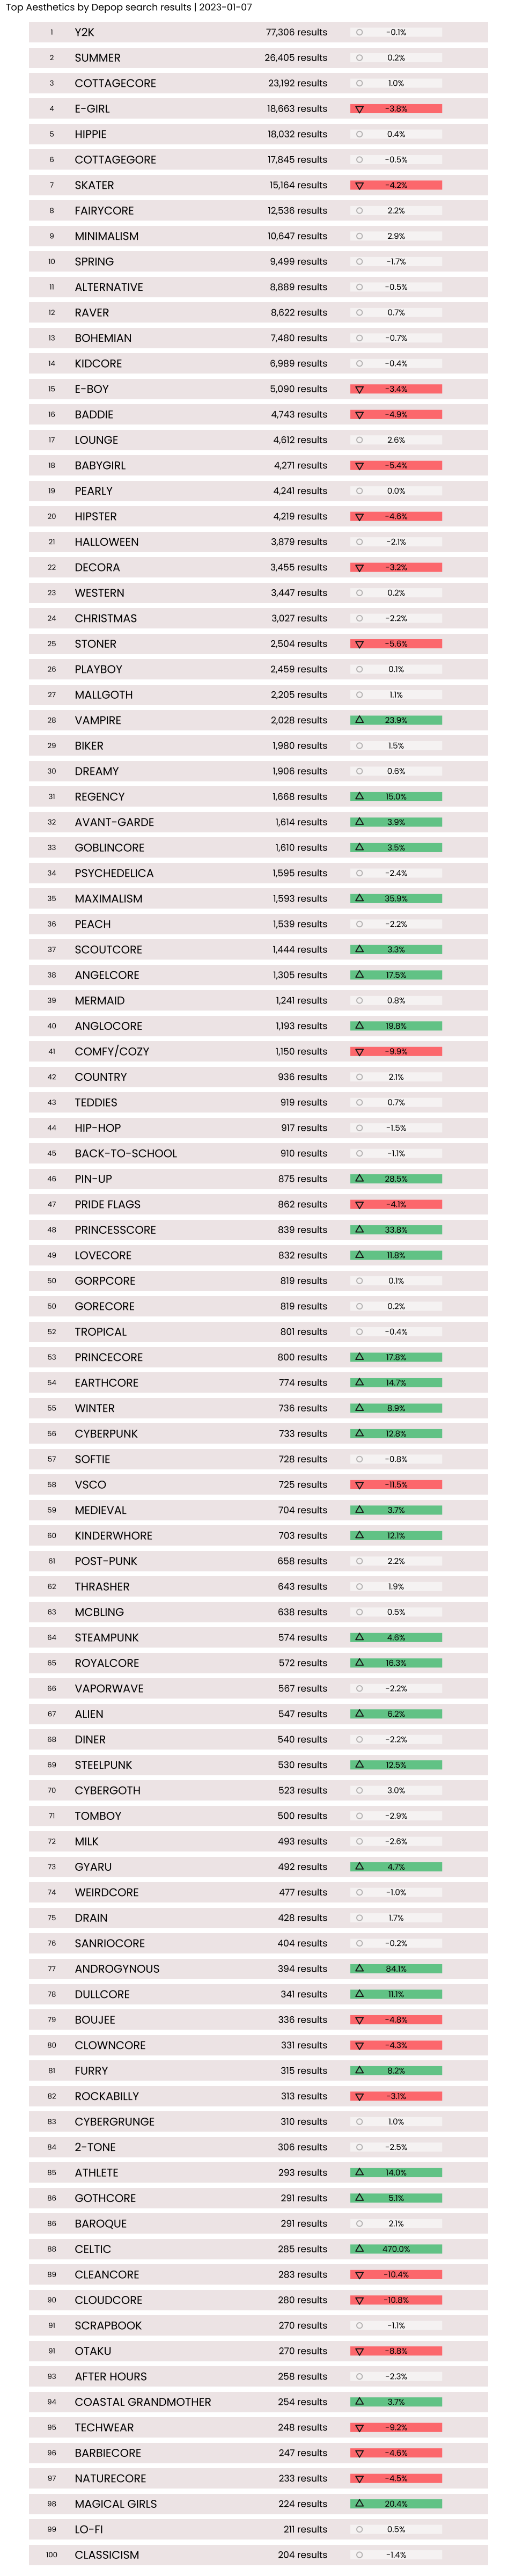 Top Aesthetics by Depop search results | 2023-01-07
1 Y2K 77,306 results -0.1%
2 SUMMER 26,405 results 0.2%
3 COTTAGECORE 23,192 results 1.0%
4 E-GIRL 18,663 results -3.8%
5 HIPPIE 18,032 results 0.4%
6 COTTAGEGORE 17,845 results -0.5%
7 SKATER 15,164 results -4.2%
8 FAIRYCORE 12,536 results 2.2%
9 MINIMALISM 10,647 results 2.9%
10 SPRING 9,499 results -1.7%
11 ALTERNATIVE 8,889 results -0.5%
12 RAVER 8,622 results 0.7%
13 BOHEMIAN 7,480 results -0.7%
14 KIDCORE 6,989 results -0.4%
15 E-BOY 5,090 results -3.4%
16 BADDIE 4,743 results -4.9%
17 LOUNGE 4,612 results 2.6%
18 BABYGIRL 4,271 results -5.4%
19 PEARLY 4,241 results 0.0%
20 HIPSTER 4,219 results -4.6%
21 HALLOWEEN 3,879 results -2.1%
22 DECORA 3,455 results -3.2%
23 WESTERN 3,447 results 0.2%
24 CHRISTMAS 3,027 results -2.2%
25 STONER 2,504 results -5.6%
26 PLAYBOY 2,459 results 0.1%
27 MALLGOTH 2,205 results 1.1%
28 VAMPIRE 2,028 results 23.9%
29 BIKER 1,980 results 1.5%
30 DREAMY 1,906 results 0.6%
31 REGENCY 1,668 results 15.0%
32 AVANT-GARDE 1,614 results 3.9%
33 GOBLINCORE 1,610 results 3.5%
34 PSYCHEDELICA 1,595 results -2.4%
35 MAXIMALISM 1,593 results 35.9%
36 PEACH 1,539 results -2.2%
37 SCOUTCORE 1,444 results 3.3%
38 ANGELCORE 1,305 results 17.5%
39 MERMAID 1,241 results 0.8%
40 ANGLOCORE 1,193 results 19.8%
41 COMFY/COZY 1,150 results -9.9%
42 COUNTRY 936 results 2.1%
43 TEDDIES 919 results 0.7%
44 HIP-HOP 917 results -1.5%
45 BACK-TO-SCHOOL 910 results -1.1%
46 PIN-UP 875 results 28.5%
47 PRIDE FLAGS 862 results -4.1%
48 PRINCESSCORE 839 results 33.8%
49 LOVECORE 832 results 11.8%
50 GORPCORE 819 results 0.1%
50 GORECORE 819 results 0.2%
52 TROPICAL 801 results -0.4%
53 PRINCECORE 800 results 17.8%
54 EARTHCORE 774 results 14.7%
55 WINTER 736 results 8.9%
56 CYBERPUNK 733 results 12.8%
57 SOFTIE 728 results -0.8%
58 VSCO 725 results -11.5%
59 MEDIEVAL 704 results 3.7%
60 KINDERWHORE 703 results 12.1%
61 POST-PUNK 658 results 2.2%
62 THRASHER 643 results 1.9%
63 MCBLING 638 results 0.5%
64 STEAMPUNK 574 results 4.6%
65 ROYALCORE 572 results 16.3%
66 VAPORWAVE 567 results -2.2%
67 ALIEN 547 results 6.2%
68 DINER 540 results -2.2%
69 STEELPUNK 530 results 12.5%
70 CYBERGOTH 523 results 3.0%
71 TOMBOY 500 results -2.9%
72 MILK 493 results -2.6%
73 GYARU 492 results 4.7%
74 WEIRDCORE 477 results -1.0%
75 DRAIN 428 results 1.7%
76 SANRIOCORE 404 results -0.2%
77 ANDROGYNOUS 394 results 84.1%
78 DULLCORE 341 results 11.1%
79 BOUJEE 336 results -4.8%
80 CLOWNCORE 331 results -4.3%
81 FURRY 315 results 8.2%
82 ROCKABILLY 313 results -3.1%
83 CYBERGRUNGE 310 results 1.0%
84 2-TONE 306 results -2.5%
85 ATHLETE 293 results 14.0%
86 GOTHCORE 291 results 5.1%
86 BAROQUE 291 results 2.1%
88 CELTIC 285 results 470.0%
89 CLEANCORE 283 results -10.4%
90 CLOUDCORE 280 results -10.8%
91 SCRAPBOOK 270 results -1.1%
91 OTAKU 270 results -8.8%
93 AFTER HOURS 258 results -2.3%
94 COASTAL GRANDMOTHER 254 results 3.7%
95 TECHWEAR 248 results -9.2%
96 BARBIECORE 247 results -4.6%
97 NATURECORE 233 results -4.5%
98 MAGICAL GIRLS 224 results 20.4%
99 LO-FI 211 results 0.5%
100 CLASSICISM 204 results -1.4%